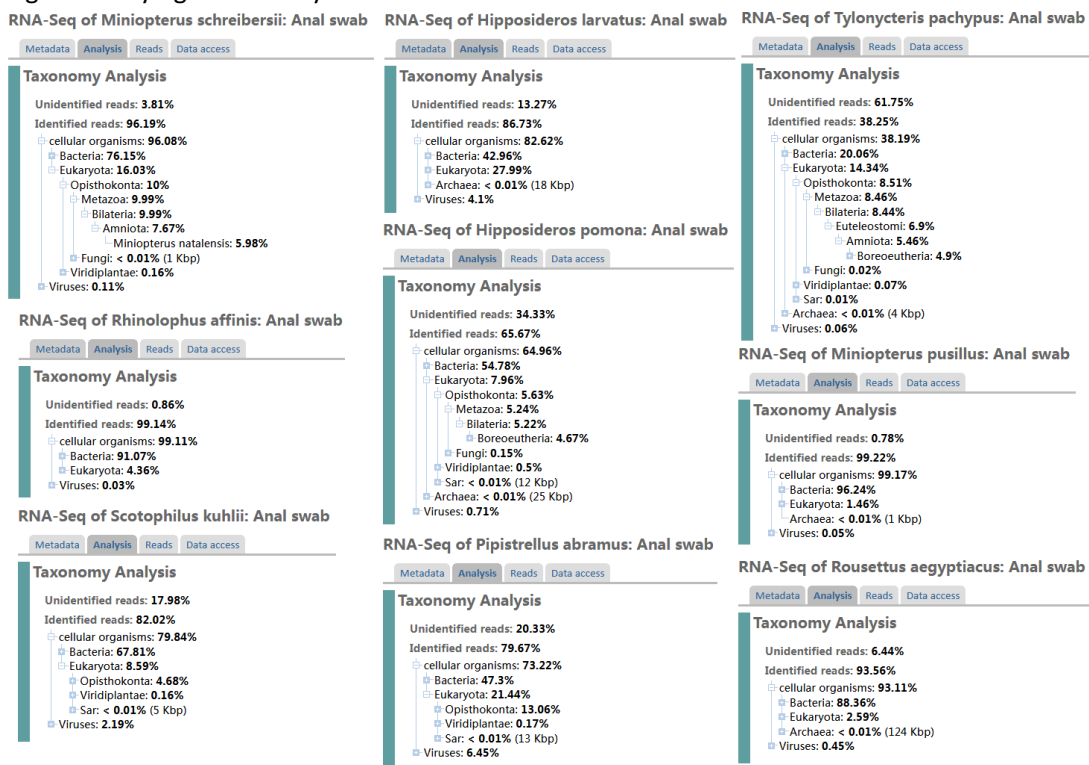 RNA-Seq of Miniopterus schreibersii: Anal swab
Metadata Analysis Reads Data access
Taxonomy Analysis
Unidentified reads: 3.81%
Identified reads: 96.19%
cellular organisms: 96.08%
Bacteria: 76.15%
Eukaryota: 16.03%
Opisthokonta: 10%
Metazoa: 9.99%
Bilateria: 9.99%
Amniota: 7.67%
Miniopterus natalensis: 5.98%
Fungi: < 0.01% (1 Kbp)
Viridiplantae: 0.16%
Viruses: 0.11%
RNA-Seq of Rhinolophus affinis: Anal swab
Metadata Analysis Reads Data access
Taxonomy Analysis
Unidentified reads: 0.86%
Identified reads: 99.14%
cellular organisms: 99.11%
Bacteria: 91.07%
Eukaryota: 4.36%
Viruses: 0.03%
RNA-Seq of Scotophilus kuhlii: Anal swab
Metadata Analysis Reads Data access
Taxonomy Analysis
Unidentified reads: 17.98%
Identified reads: 82.02%
cellular organisms: 79.84%
Bacteria: 67.81%
Eukaryota: 8.59%
Opisthokonta: 4.68%
Viridiplantae: 0.16%
Sar: < 0.01% (5 Kbp)
Viruses: 2.19%
RNA-Seq of Hipposideros larvatus: Anal swab
Metadata Analysis Reads Data access
Taxonomy Analysis
Unidentified reads: 13.27%
Identified reads: 86.73%
cellular organisms: 82.62%
Bacteria: 42.96%
Eukaryota: 27.99%
Archaea: < 0.01% (18 Kbp)
Viruses: 4.1%
RNA-Seq of Hipposideros pomona: Anal swab
Metadata Analysis Reads Data access
Taxonomy Analysis
Unidentified reads: 34.33%
Identified reads: 65.67%
cellular organisms: 64.96%
Bacteria: 54.78%
Eukaryota: 7.96%
Opisthokonta: 5.63%
Metazoa: 5.24%
Bilateria: 5.22%
Boreoeutheria: 4.67%
Fungi: 0.15%
Viridiplantae: 0.5%
Sar: < 0.01% (12 Kbp)
Archaea: < 0.01% (25 Kbp)
Viruses: 0.71%
RNA-Seq of Pipistrellus abramus: Anal swab
Metadata Analysis Reads Data access
Taxonomy Analysis
Unidentified reads: 20.33%
Identified reads: 79.67%
cellular organisms: 73.22%
Bacteria: 47.3%
Eukaryota: 21.44%
Opisthokonta: 13.06%
Viridiplantae: 0.17%
Sar: < 0.01% (13 Kbp)
Viruses: 6.45%
RNA-Seq of Tylonycteris pachypus: Anal swab
Metadata Analysis Reads Data access
Taxonomy Analysis
Unidentified reads: 61.75%
Identified reads: 38.25%
cellular organisms: 38.19%
Bacteria: 20.06%
Eukaryota: 14.34%
Opisthokonta: 8.51%
Metazoa: 8.46%
Bilateria: 8.44%
Euteleostomi: 6.9%
Amniota: 5.46%
Boreoeutheria: 4.9%
Fungi: 0.02%
Viridiplantae: 0.07%
Sar: 0.01%
Archaea: < 0.01% (4 Kbp)
Viruses: 0.06%
RNA-Seq of Miniopterus pusillus: Anal swab
Metadata Analysis Reads Data access
Taxonomy Analysis
Unidentified reads: 0.78%
Identified reads: 99.22%
cellular organisms: 99.17%
Bacteria: 96.24%
Eukaryota: 1.46%
Archaea: < 0.01% (1 Kbp)
Viruses: 0.05%
RNA-Seq of Rousettus aegyptiacus: Anal swab
Metadata Analysis Reads Data access
Taxonomy Analysis
Unidentified reads: 6.44%
Identified reads: 93.56%
cellular organisms: 93.11%
Bacteria: 88.36%
Eukaryota: 2.59%
Archaea: < 0.01% (124 Kbp)
Viruses: 0.45%